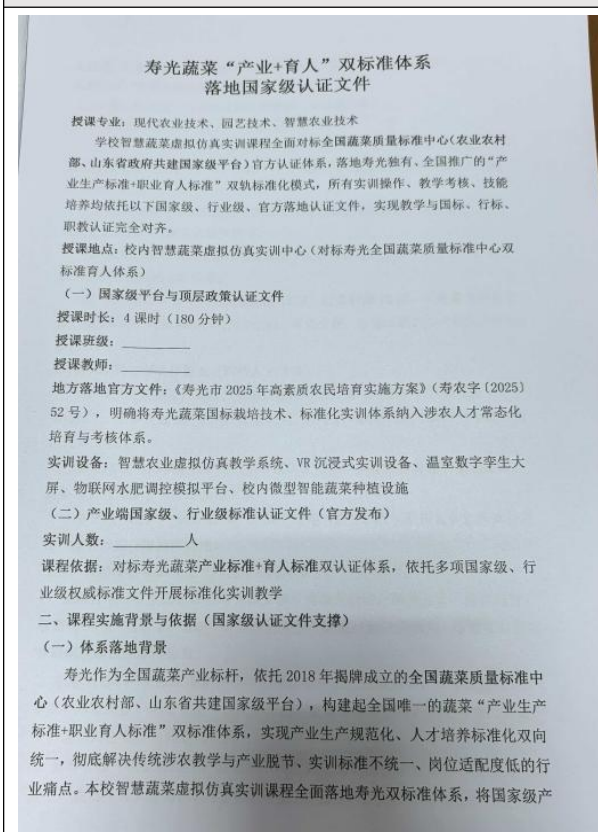 寿光蔬菜“产业+育人”双标准体系
落地国家级认证文件
授课专业：现代农业技术、园艺技术、智慧农业技术
学校智慧蔬菜虚拟仿真实训课程全面对标全国蔬菜质量标准中心（农业农村
部、山东省政府共建国家级平台）官方认证体系，落地寿光独有、全国推广的“产
业生产标准+职业育人标准”双轨标准化模式，所有实训操作、教学考核、技能
培养均依托以下国家级、行业级、官方落地认证文件，实现教学与国标、行标、
职教认证完全对齐。
授课地点：校内智慧蔬菜虚拟仿真实训中心（对标寿光全国蔬菜质量标准中心双
标准育人体系）
（一）国家级平台与顶层政策认证文件
授课时长：4 课时（180 分钟）
授课班级：__________
授课教师：__________
地方落地官方文件：《寿光市 2025 年高素质农民培育实施方案》（寿农字〔2025〕
52 号），明确将寿光蔬菜国标栽培技术、标准化实训体系纳入涉农人才常态化
培育与考核体系。
实训设备：智慧农业虚拟仿真教学系统、VR 沉浸式实训设备、温室数字孪生大
屏、物联网水肥调控模拟平台、校内微型智能蔬菜种植设施
（二）产业端国家级、行业级标准认证文件（官方发布）
实训人数：__________人
课程依据：对标寿光蔬菜产业标准+育人标准双认证体系，依托多项国家级、行
业级权威标准文件开展标准化实训教学
二、课程实施背景与依据（国家级认证文件支撑）
（一）体系落地背景
寿光作为全国蔬菜产业标杆，依托 2018 年揭牌成立的全国蔬菜质量标准中
心（农业农村部、山东省共建国家级平台），构建起全国唯一的蔬菜“产业生产
标准+职业育人标准”双标准体系，实现产业生产规范化、人才培养标准化双向
统一，彻底解决传统涉农教学与产业脱节、实训标准不统一、岗位适配度低的行
业痛点。本校智慧蔬菜虚拟仿真实训课程全面落地寿光双标准体系，将国家级产